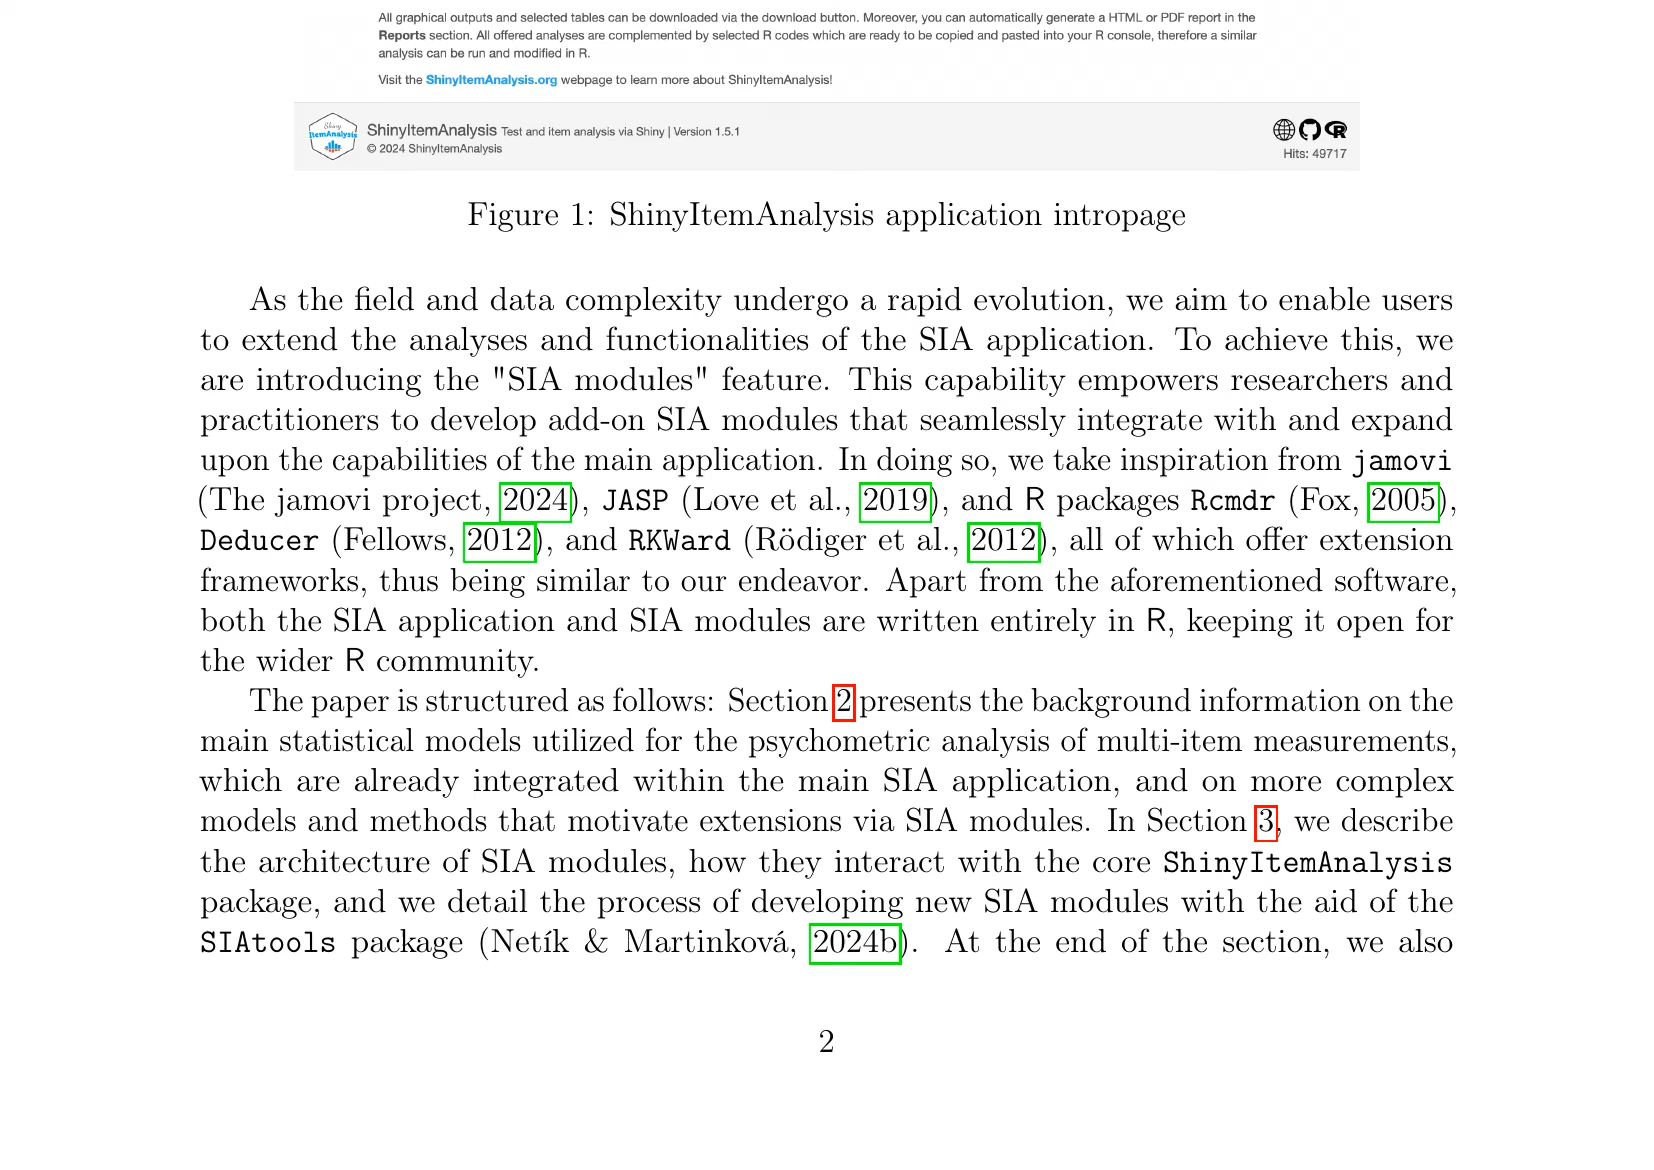 All graphical outputs and selected tables can be downloaded via the download button. Moreover, you can automatically generate a HTML or PDF report in the
Reports section. All offered analyses are complemented by selected R codes which are ready to be copied and pasted into your R console, therefore a similar
analysis can be run and modified in R.
Visit the ShinyItemAnalysis.org webpage to learn more about ShinyItemAnalysis!
Shiny
ItemAnalysis
ShinyItemAnalysis Test and item analysis via Shiny | Version 1.5.1
© 2024 ShinyItemAnalysis
R
Hits: 49717
Figure 1: ShinyItemAnalysis application intropage
As the field and data complexity undergo a rapid evolution, we aim to enable users
to extend the analyses and functionalities of the SIA application. To achieve this, we
are introducing the "SIA modules" feature. This capability empowers researchers and
practitioners to develop add-on SIA modules that seamlessly integrate with and expand
upon the capabilities of the main application. In doing so, we take inspiration from jamovi
(The jamovi project, 2024), JASP (Love et al., 2019), and R packages Rcmdr (Fox, 2005),
Deducer (Fellows, 2012), and RKWard (Rödiger et al., 2012), all of which offer extension
frameworks, thus being similar to our endeavor. Apart from the aforementioned software,
both the SIA application and SIA modules are written entirely in R, keeping it open for
the wider R community.
The paper is structured as follows: Section 2 presents the background information on the
main statistical models utilized for the psychometric analysis of multi-item measurements,
which are already integrated within the main SIA application, and on more complex
models and methods that motivate extensions via SIA modules. In Section 3, we describe
the architecture of SIA modules, how they interact with the core ShinyItemAnalysis
package, and we detail the process of developing new SIA modules with the aid of the
SIAtools package (Netík & Martinková, 2024b). At the end of the section, we also
2